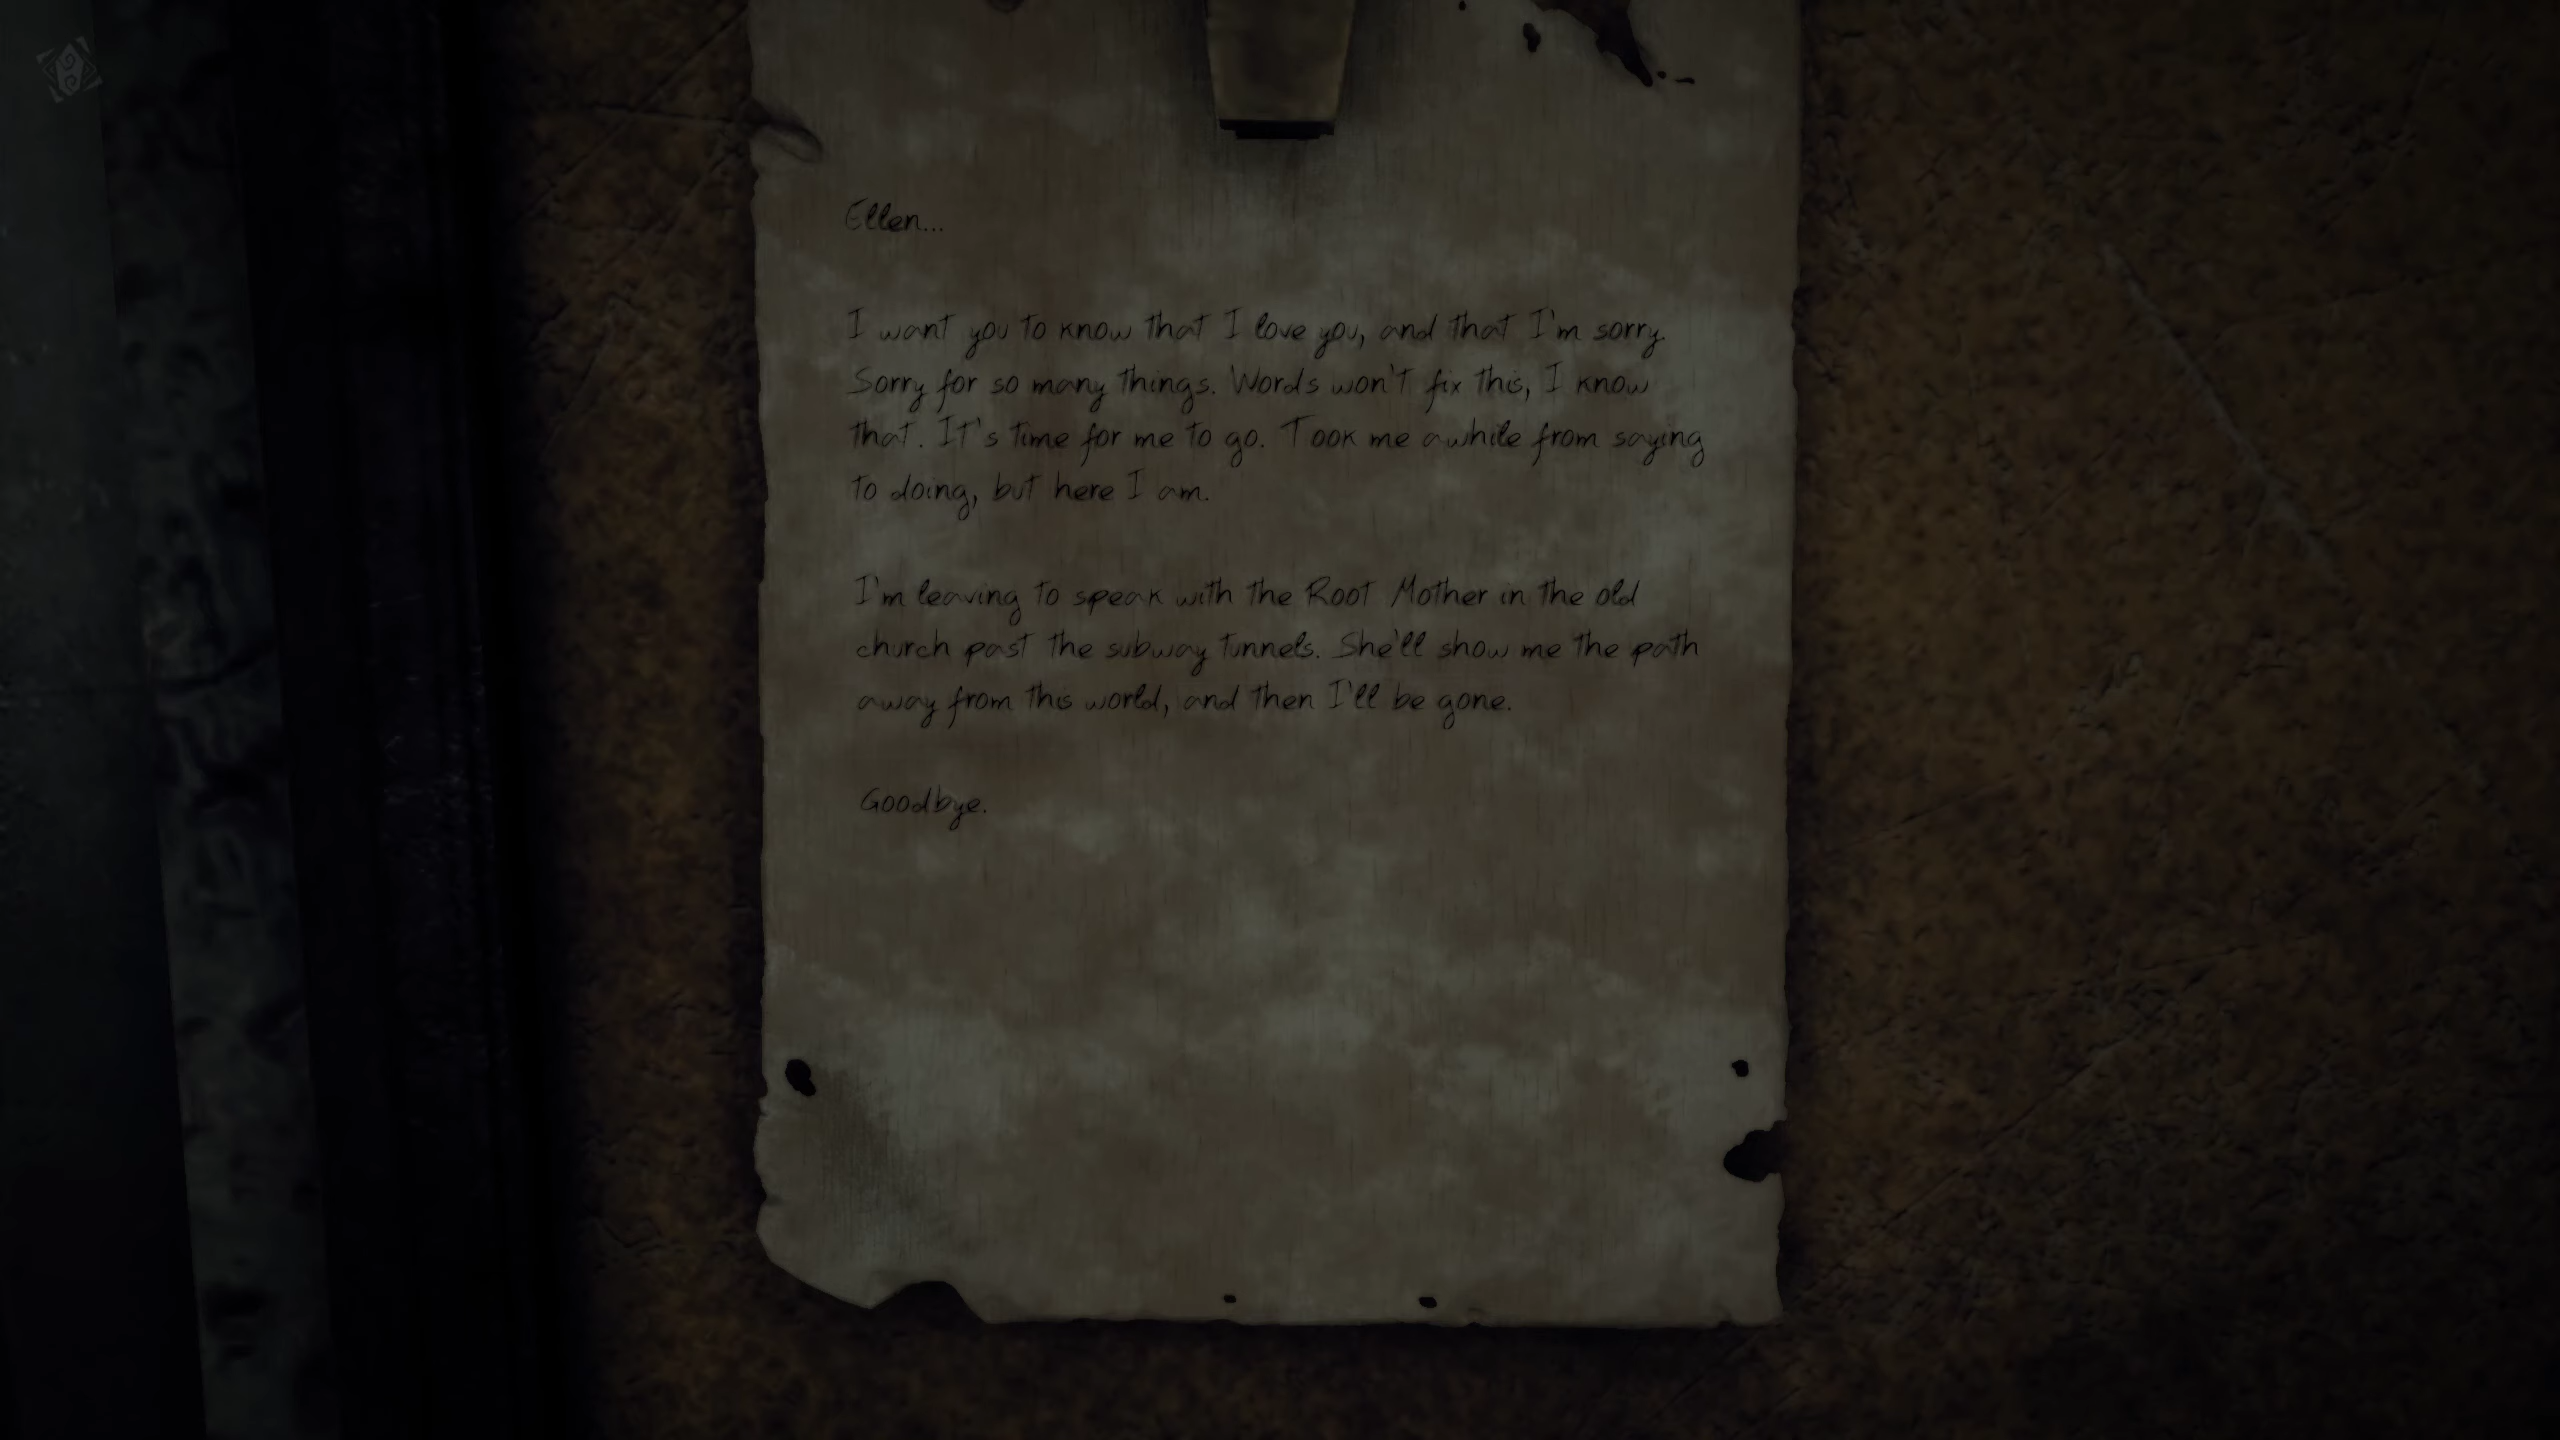 Ellen...
I want you to know that I love you, and that I'm sorry.
Sorry for so many things. Words won't fix this, I know
that. It's time for me to go. Took me awhile from saying
to doing, but here I am.
I'm leaving to speak with the Root Mother in the old
church past the subway tunnels. She'll show me the path
away from this world, and then I'll be gone.
Goodbye.